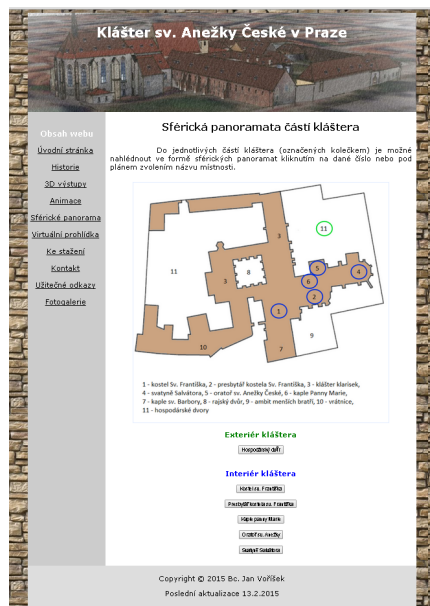 Klášter sv. Anežky České v Praze
Obsah webu
Úvodní stránka
Historie
3D výstupy
Animace
Sférické panorama
Virtuální prohlídka
Ke stažení
Kontakt
Užitečné odkazy
Fotogalerie
Sférická panoramata částí kláštera
Do jednotlivých částí kláštera (označených kolečkem) je možné
nahlédnout ve formě sférických panoramat kliknutím na dané číslo nebo pod
plánem zvolením názvu místnosti.
11
3
11
8
3
5
4
6
2
1
9
10
7
1 - kostel Sv. Františka, 2 - presbytář kostela Sv. Františka, 3 - klášter klarisek,
4 - svatyně Salvátora, 5 - oratoř sv. Anežky České, 6 - kaple Panny Marie,
7 - kaple sv. Barbory, 8 - rajský dvůr, 9 - ambit menších bratří, 10 - vrátnice,
11 - hospodářské dvory
Exteriér kláštera
Hospodářský dvůr
Interiér kláštera
Kostel sv. Františka
Presbytář kostela sv. Františka
Kaple panny Marie
Oratoř sv. Anežky
Svatyně Salvátora
Copyright © 2015 Bc. Jan Voříšek
Poslední aktualizace 13.2.2015